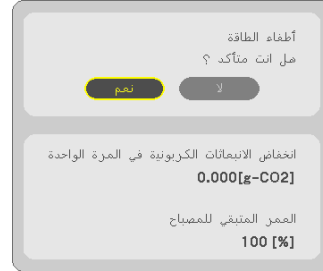 أطفاء الطاقة
هل انت متأكد ؟
لا
نعم
انخفاض الانبعاثات الكربونية في المرة الواحدة
0.000[g-CO2]
العمر المتبقي للمصباح
100 [%]